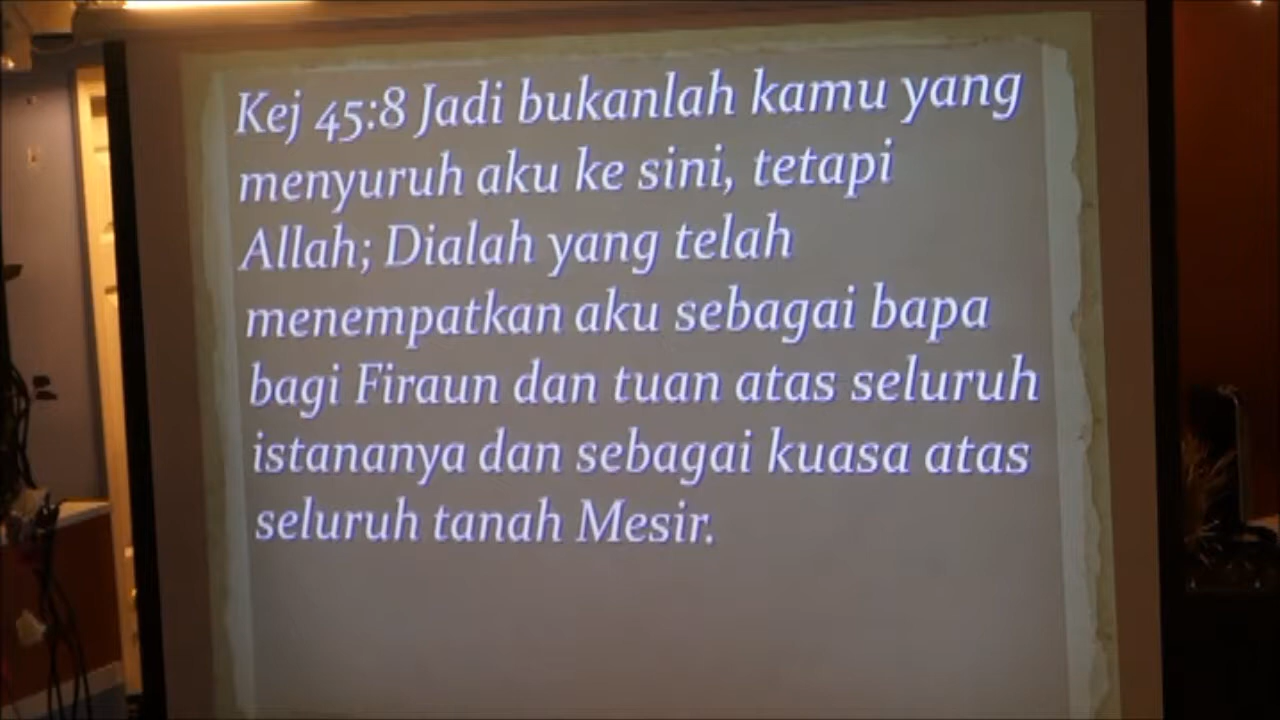 Kej 45:8 Jadi bukanlah kamu yang
menyuruh aku ke sini, tetapi
Allah; Dialah yang telah
menempatkan aku sebagai bapa
bagi Firaun dan tuan atas seluruh
istananya dan sebagai kuasa atas
seluruh tanah Mesir.